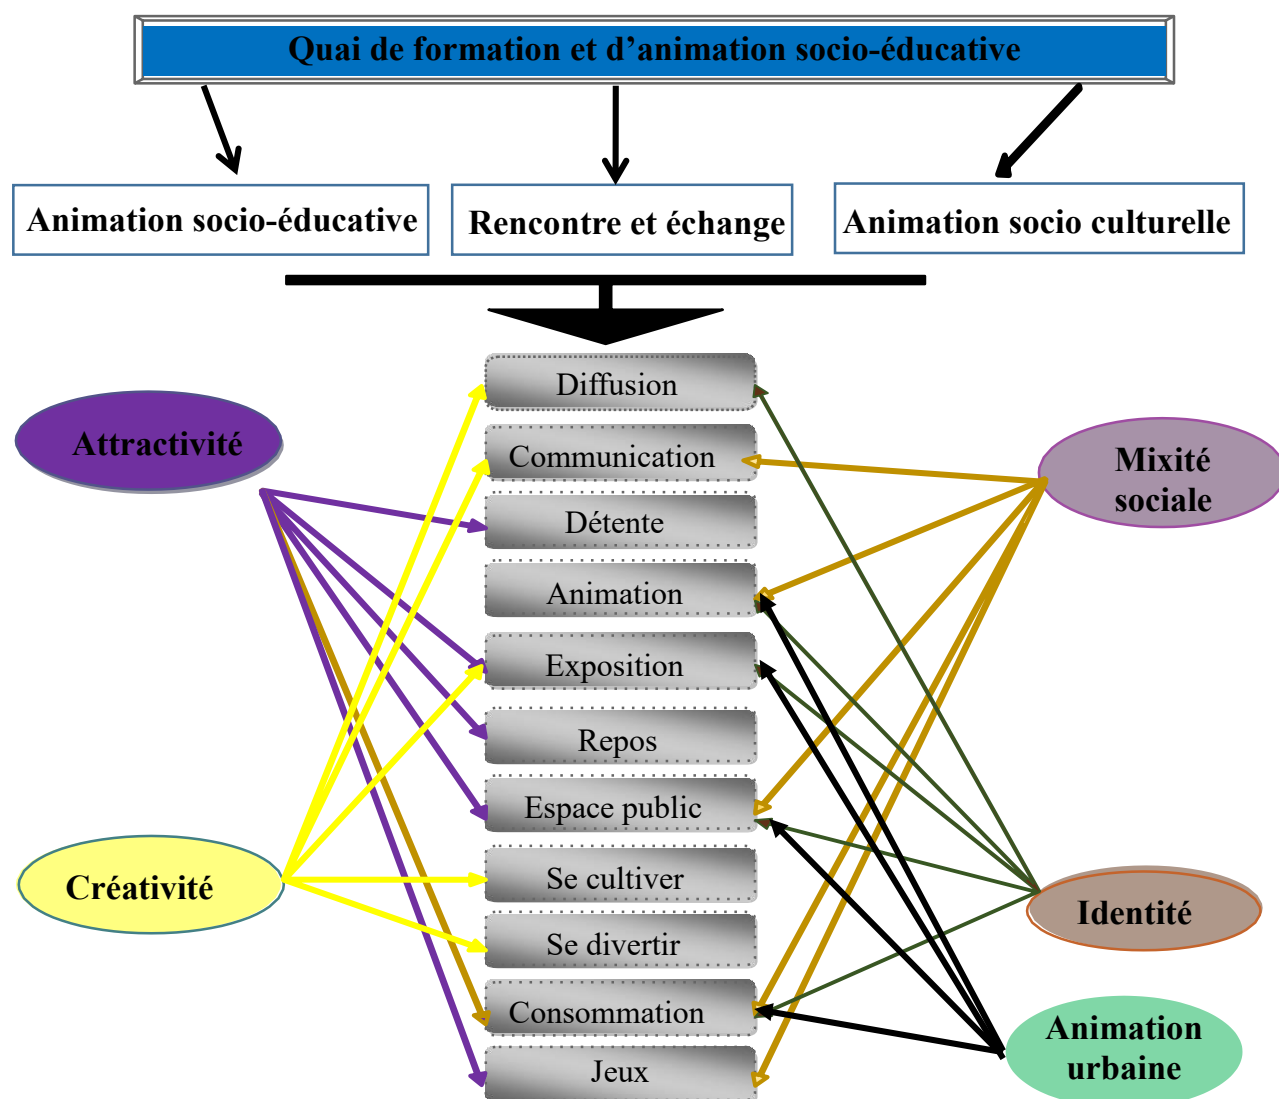 Quai de formation et d’animation socio-éducative
Animation socio-éducative
Rencontre et échange
Animation socio culturelle
Diffusion
Communication
Détente
Animation
Exposition
Repos
Espace public
Se cultiver
Se divertir
Consommation
Jeux
Attractivité
Créativité
Mixité
sociale
Identité
Animation
urbaine